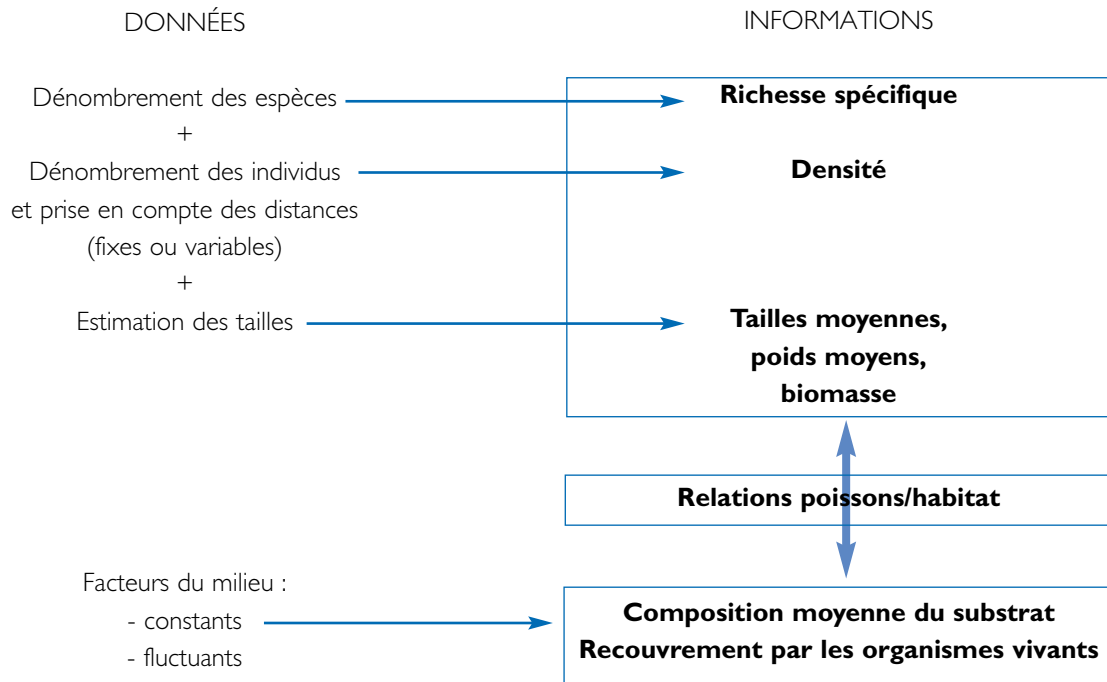 DONNÉES
INFORMATIONS
Dénombrement des espèces
Richesse spécifique
+
Dénombrement des individus
et prise en compte des distances
(fixes ou variables)
Densité
+
Estimation des tailles
Tailles moyennes,
poids moyens,
biomasse
Relations poissons/habitat
Facteurs du milieu :
- constants
- fluctuants
Composition moyenne du substrat
Recouvrement par les organismes vivants